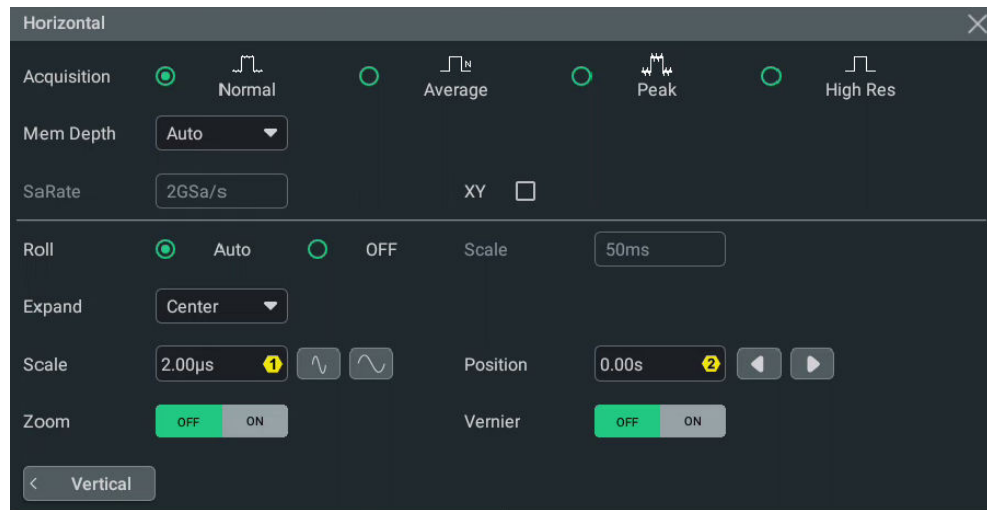 Horizontal
Acquisition Normal N Average Peak High Res
Mem Depth Auto
SaRate 2GSa/s XY
Roll Auto OFF Scale 50ms
Expand Center
Scale 2.00µs 1 Position 0.00s 2
Zoom OFF ON Vernier OFF ON
< Vertical